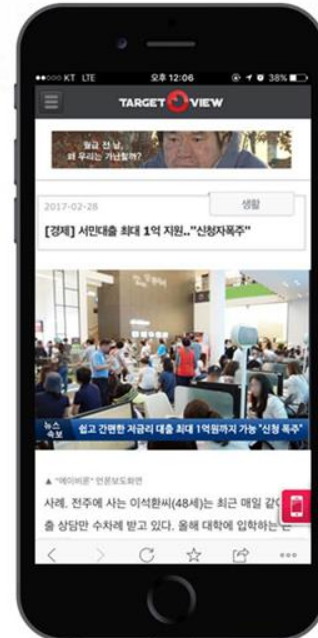 KT LTE 오후 12:06 38%
TARGET VIEW
월급 전 날,
왜 우리는 가난할까?
2017-02-28
생활
[경제] 서민대출 최대 1억 지원.."신청자폭주"
뉴스
속보
쉽고 간편한 저금리 대출 최대 1억원까지 가능 "신청 폭주"
▲ "에이비론" 언론보도화면
사례. 전주에 사는 이석환씨(48세)는 최근 매일 같이
출 상담만 수차례 받고 있다. 올해 대학에 입학하는